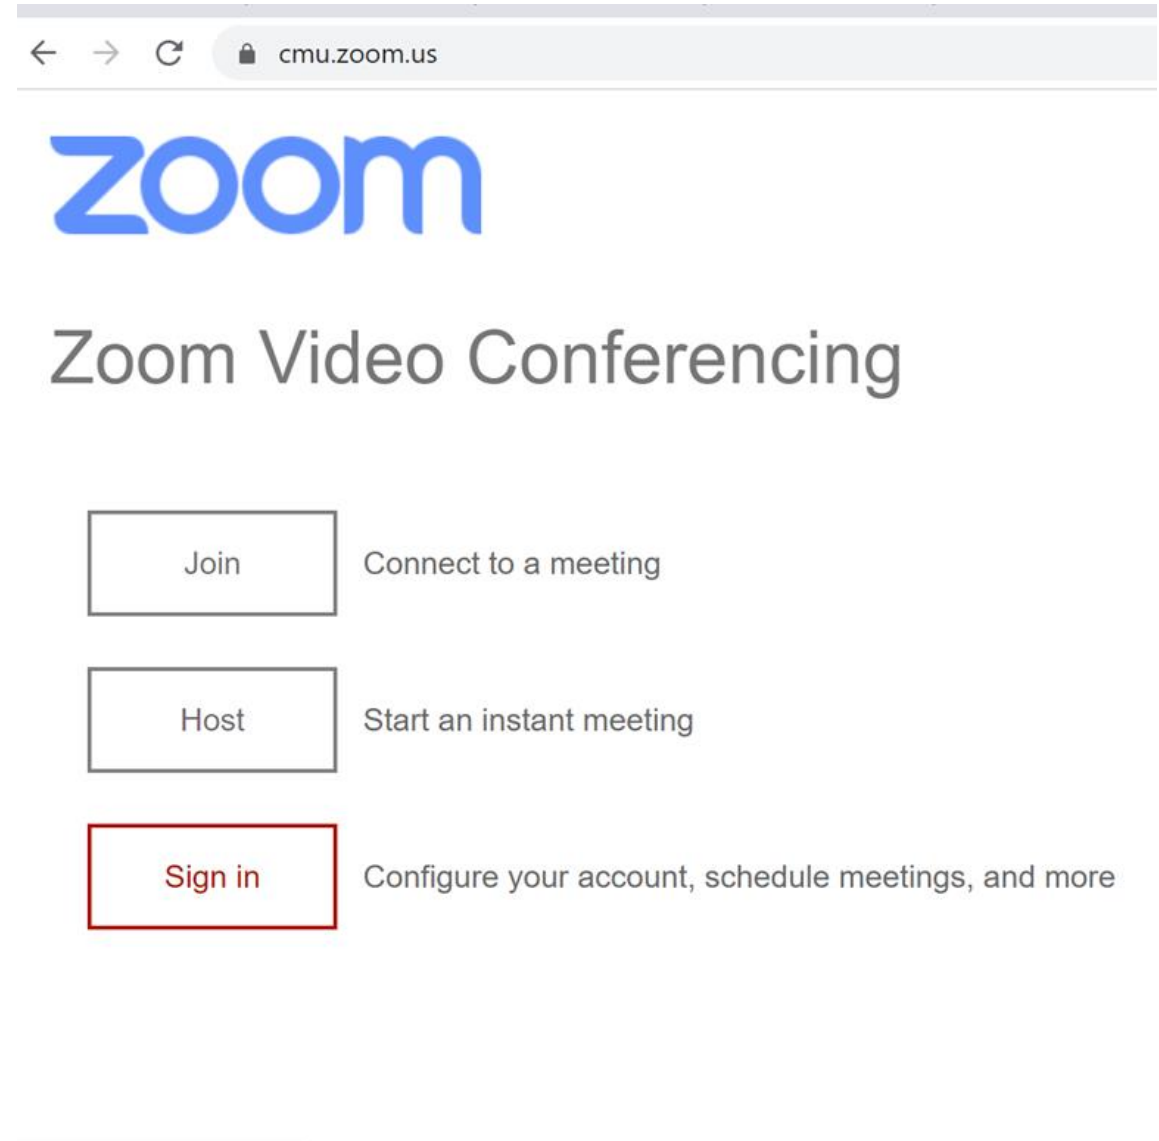 cmu.zoom.us
zoom
Zoom Video Conferencing
Join Connect to a meeting
Host Start an instant meeting
Sign in Configure your account, schedule meetings, and more